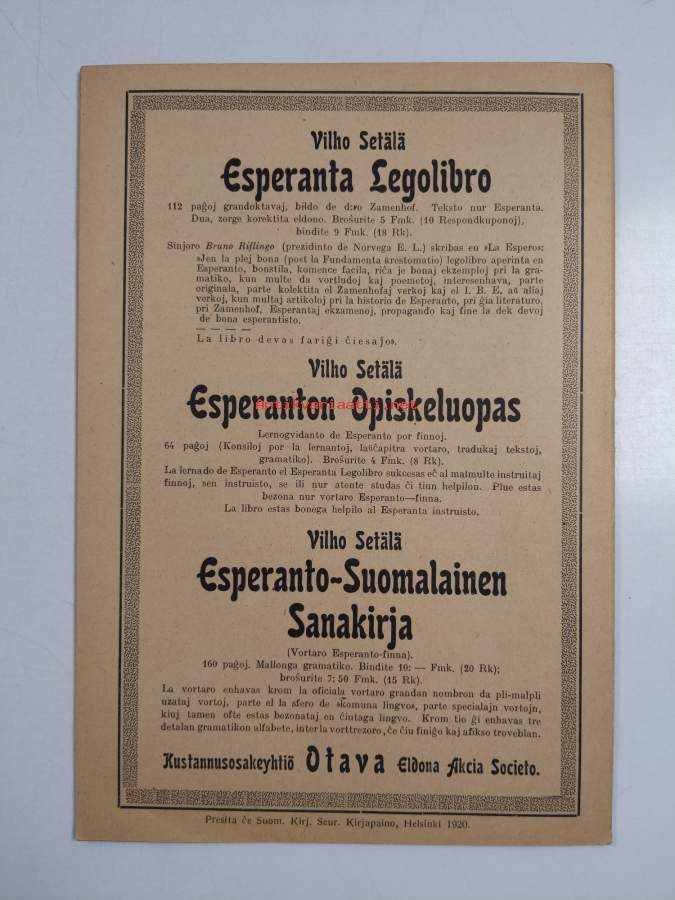 Vilho Setälä
Esperanta Legolibro
112 paĝoj grandoktavaj, bildo de d:ro Zamenhof. Teksto nur Esperanta.
Dua, zorge korektita eldono. Broŝurite 5 Fmk. (10 Respondkuponoj),
bindite 9 Fmk. (18 Rk).
Sinjoro Bruno Riflingo (prezidinto de Norvega E. L.) skribas en »La Espero»:
»Jen la plej bona (post la Fundamenta krestomatio) legolibro aperinta en
Esperanto, bonstila, komence facila, riĉa je bonaj ekzemploj pri la gra-
matiko, kun multe da vortludoj kaj poemetoj, interesenhava, parte
originala, parte kolektita el Zamenhofaj verkoj kaj el I. B. E. aŭ aliaj
verkoj, kun multaj artikoloj pri la historio de Esperanto, pri ĝia literaturo,
pri Zamenhof, Esperantaj ekzamenoj, propagando kaj fine la dek devoj
de bona esperantisto.
— — — —
La libro devas fariĝi ĉiesaĵo».
Vilho Setälä
Esperanton Opiskeluopas
antikvariaatti.net
Lernogvidanto de Esperanto por finnoj.
64 paĝoj (Konsiloj por la lernantoj, laŭĉapitra vortaro, tradukaj tekstoj,
gramatiko). Broŝurite 4 Fmk. (8 Rk).
La lernado de Esperanto el Esperanta Legolibro sukcesas eĉ al malmulte instruitaj
finnoj, sen instruisto, se ili nur atente studas ĉi tiun helpilon. Plue estas
bezona nur vortaro Esperanto—finna.
La libro estas bonega helpilo al Esperanta instruisto.
Vilho Setälä
Esperanto-Suomalainen
Sanakirja
(Vortaro Esperanto-finna).
160 paĝoj. Mallonga gramatiko. Bindite 10: — Fmk. (20 Rk);
broŝurite 7: 50 Fmk. (15 Rk).
La vortaro enhavas krom la oficiala vortaro grandan nombron da pli-malpli
uzataj vortoj, parte el la sfero de »komuna lingvo», parte specialajn vortojn,
kiuj tamen ofte estas bezonataj en ĉiutaga lingvo. Krom tio ĝi enhavas tre
detalan gramatikon alfabete, inter la vorttrezoro, ĉe ĉiu finiĝo kaj afikso troveblan.
Kustannusosakeyhtiö Otava Eldona Akcia Societo.
Presita ĉe Suom. Kirj. Seur. Kirjapaino, Helsinki 1920.